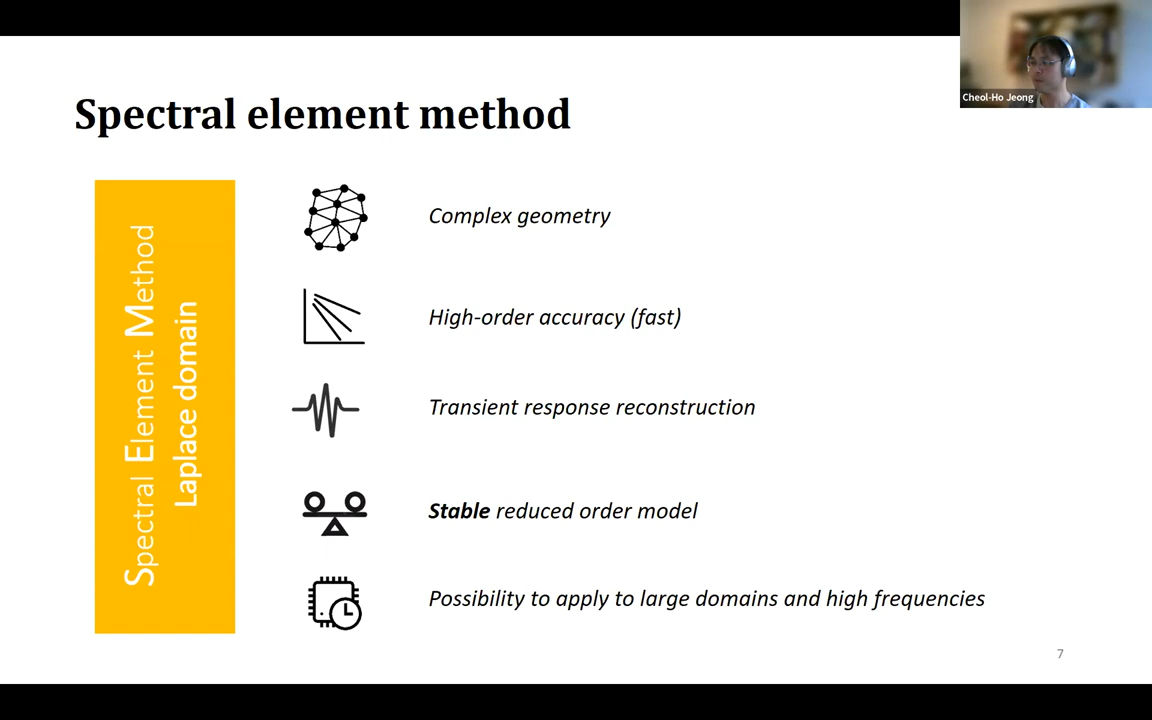 Cheol-Ho Jeong
Spectral element method
Spectral Element Method
Laplace domain
Complex geometry
High-order accuracy (fast)
Transient response reconstruction
Stable reduced order model
Possibility to apply to large domains and high frequencies
7